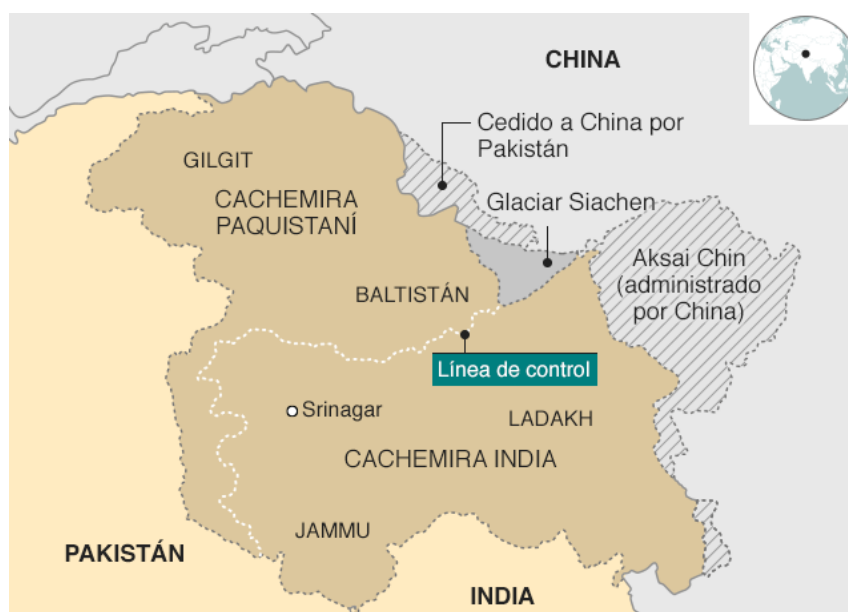 CHINA
Cedido a China por
Pakistán
GILGIT
CACHEMIRA
PAQUISTANÍ
Glaciar Siachen
Aksai Chin
(administrado
por China)
BALTISTÁN
Línea de control
Srinagar
LADAKH
CACHEMIRA INDIA
JAMMU
PAKISTÁN
INDIA